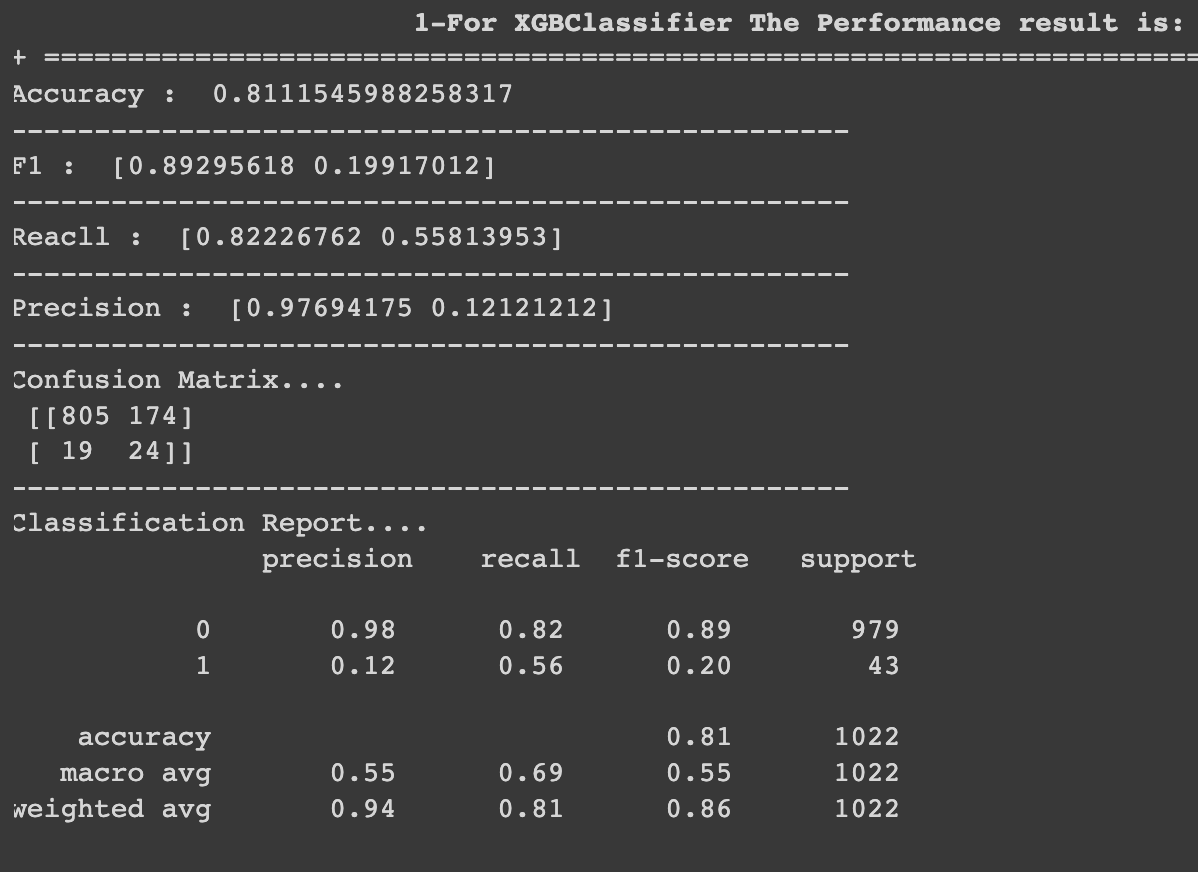 1-For XGBClassifier The Performance result is:
+ ======================================================================
Accuracy :  0.8111545988258317
--------------------------------------------------
F1 :  [0.89295618 0.19917012]
--------------------------------------------------
Reacll :  [0.82226762 0.55813953]
--------------------------------------------------
Precision :  [0.97694175 0.12121212]
--------------------------------------------------
Confusion Matrix....
[[805 174]
[ 19  24]]
--------------------------------------------------
Classification Report....
precision    recall  f1-score   support
0       0.98      0.82      0.89       979
1       0.12      0.56      0.20        43
accuracy                           0.81      1022
macro avg       0.55      0.69      0.55      1022
weighted avg       0.94      0.81      0.86      1022